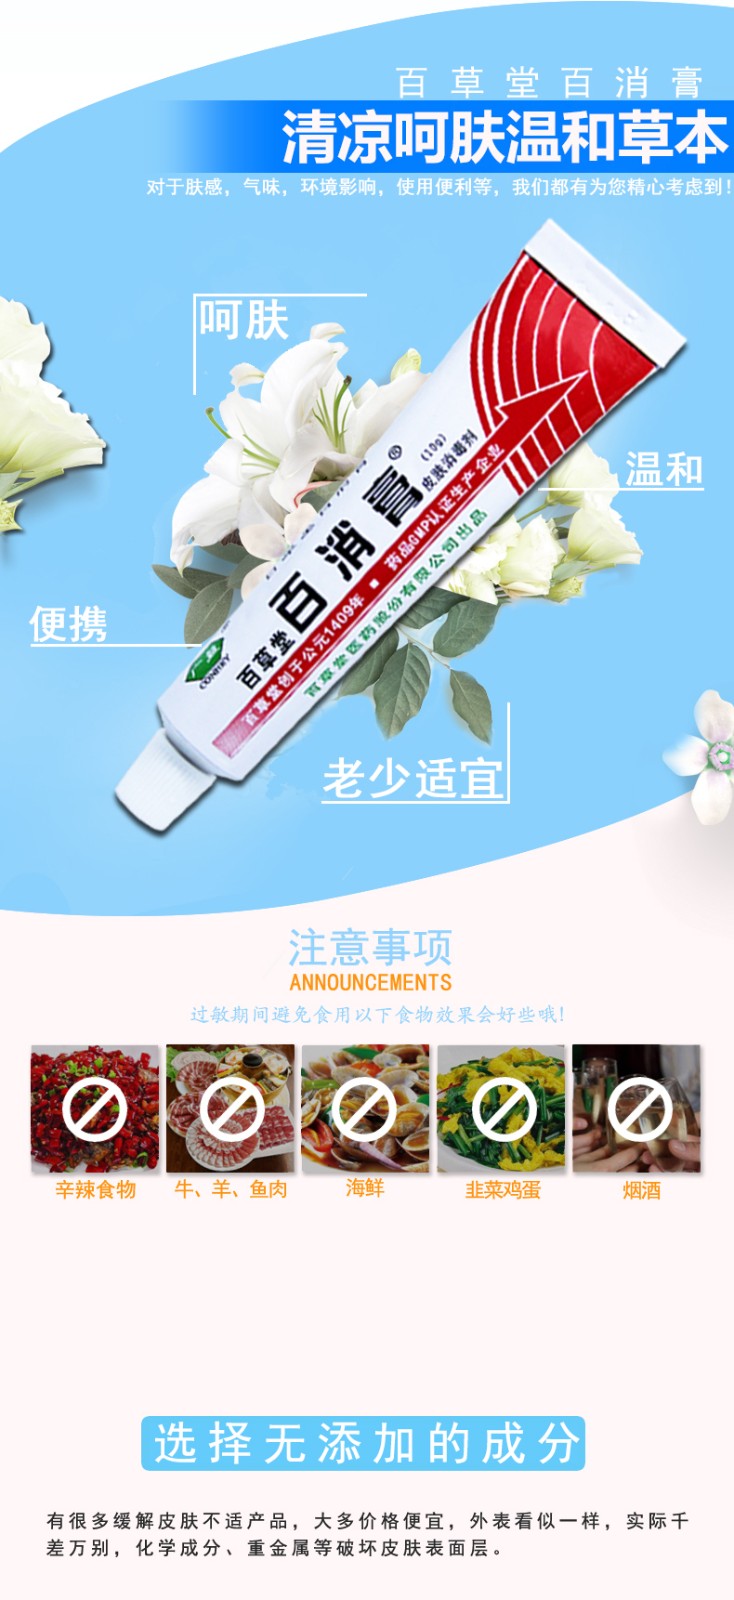 百草堂百消膏
清凉呵肤温和草本
对于肤感，气味，环境影响，使用便利等，我们都有为您精心考虑到！
呵肤
温和
便携
老少适宜
百草堂
百消膏®
(10g)
皮肤消毒剂
百草堂创于公元1409年 ■ 药品GMP认证生产企业
百草堂医药股份有限公司出品
注意事项
ANNOUNCEMENTS
过敏期间避免食用以下食物效果会好些哦!
辛辣食物
牛、羊、鱼肉
海鲜
韭菜鸡蛋
烟酒
选择无添加的成分
有很多缓解皮肤不适产品，大多价格便宜，外表看似一样，实际千
差万别，化学成分、重金属等破坏皮肤表面层。